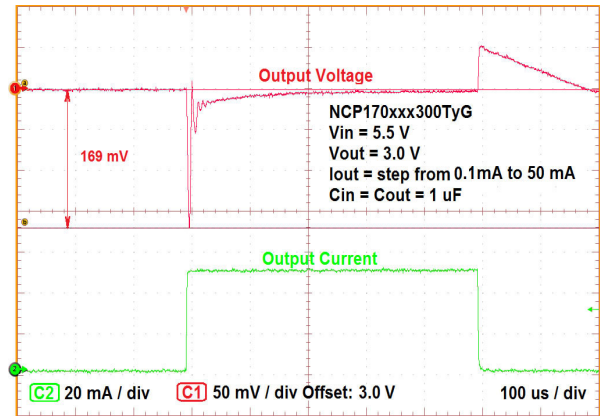 Output Voltage
NCP170xxx300TyG
Vin = 5.5 V
169 mV
Vout = 3.0 V
Iout = step from 0.1mA to 50 mA
Cin = Cout = 1 uF
Output Current
C2 20 mA / div C1 50 mV / div Offset: 3.0 V 100 us / div
1
a
b
2